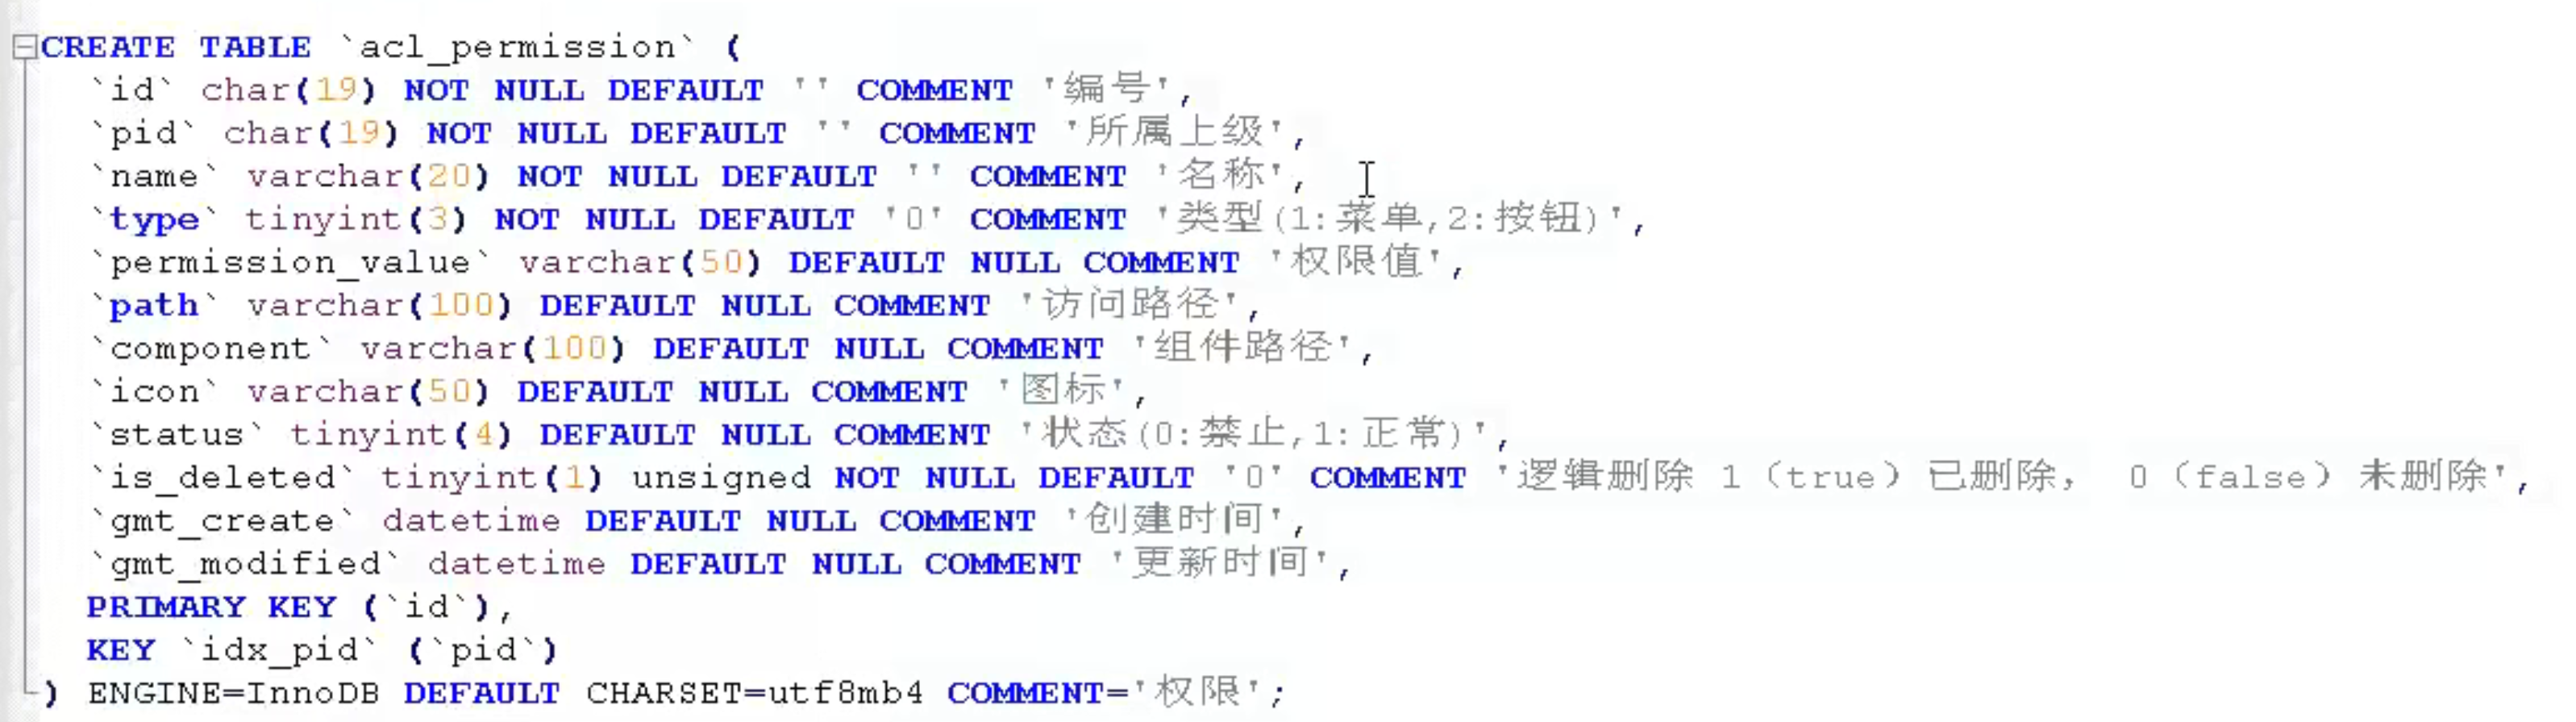 CREATE TABLE `acl_permission` (
`id` char(19) NOT NULL DEFAULT '' COMMENT '编号',
`pid` char(19) NOT NULL DEFAULT '' COMMENT '所属上级',
`name` varchar(20) NOT NULL DEFAULT '' COMMENT '名称',
`type` tinyint(3) NOT NULL DEFAULT '0' COMMENT '类型(1:菜单,2:按钮)',
`permission_value` varchar(50) DEFAULT NULL COMMENT '权限值',
`path` varchar(100) DEFAULT NULL COMMENT '访问路径',
`component` varchar(100) DEFAULT NULL COMMENT '组件路径',
`icon` varchar(50) DEFAULT NULL COMMENT '图标',
`status` tinyint(4) DEFAULT NULL COMMENT '状态(0:禁止,1:正常)',
`is_deleted` tinyint(1) unsigned NOT NULL DEFAULT '0' COMMENT '逻辑删除 1（true）已删除， 0（false）未删除',
`gmt_create` datetime DEFAULT NULL COMMENT '创建时间',
`gmt_modified` datetime DEFAULT NULL COMMENT '更新时间',
PRIMARY KEY (`id`),
KEY `idx_pid` (`pid`)
) ENGINE=InnoDB DEFAULT CHARSET=utf8mb4 COMMENT='权限';